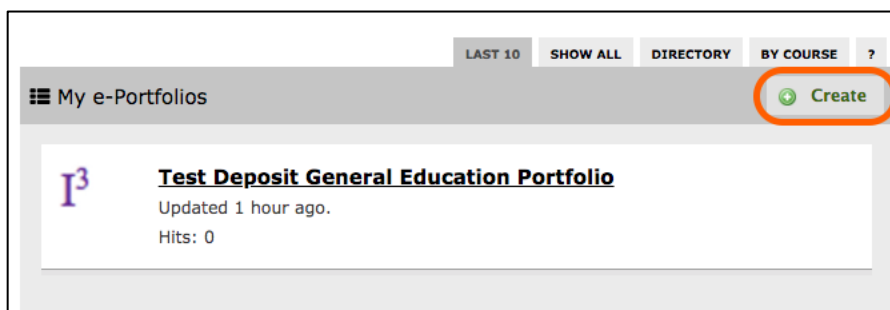 LAST 10 SHOW ALL DIRECTORY BY COURSE ?
My e-Portfolios Create
I³
Test Deposit General Education Portfolio
Updated 1 hour ago.
Hits: 0